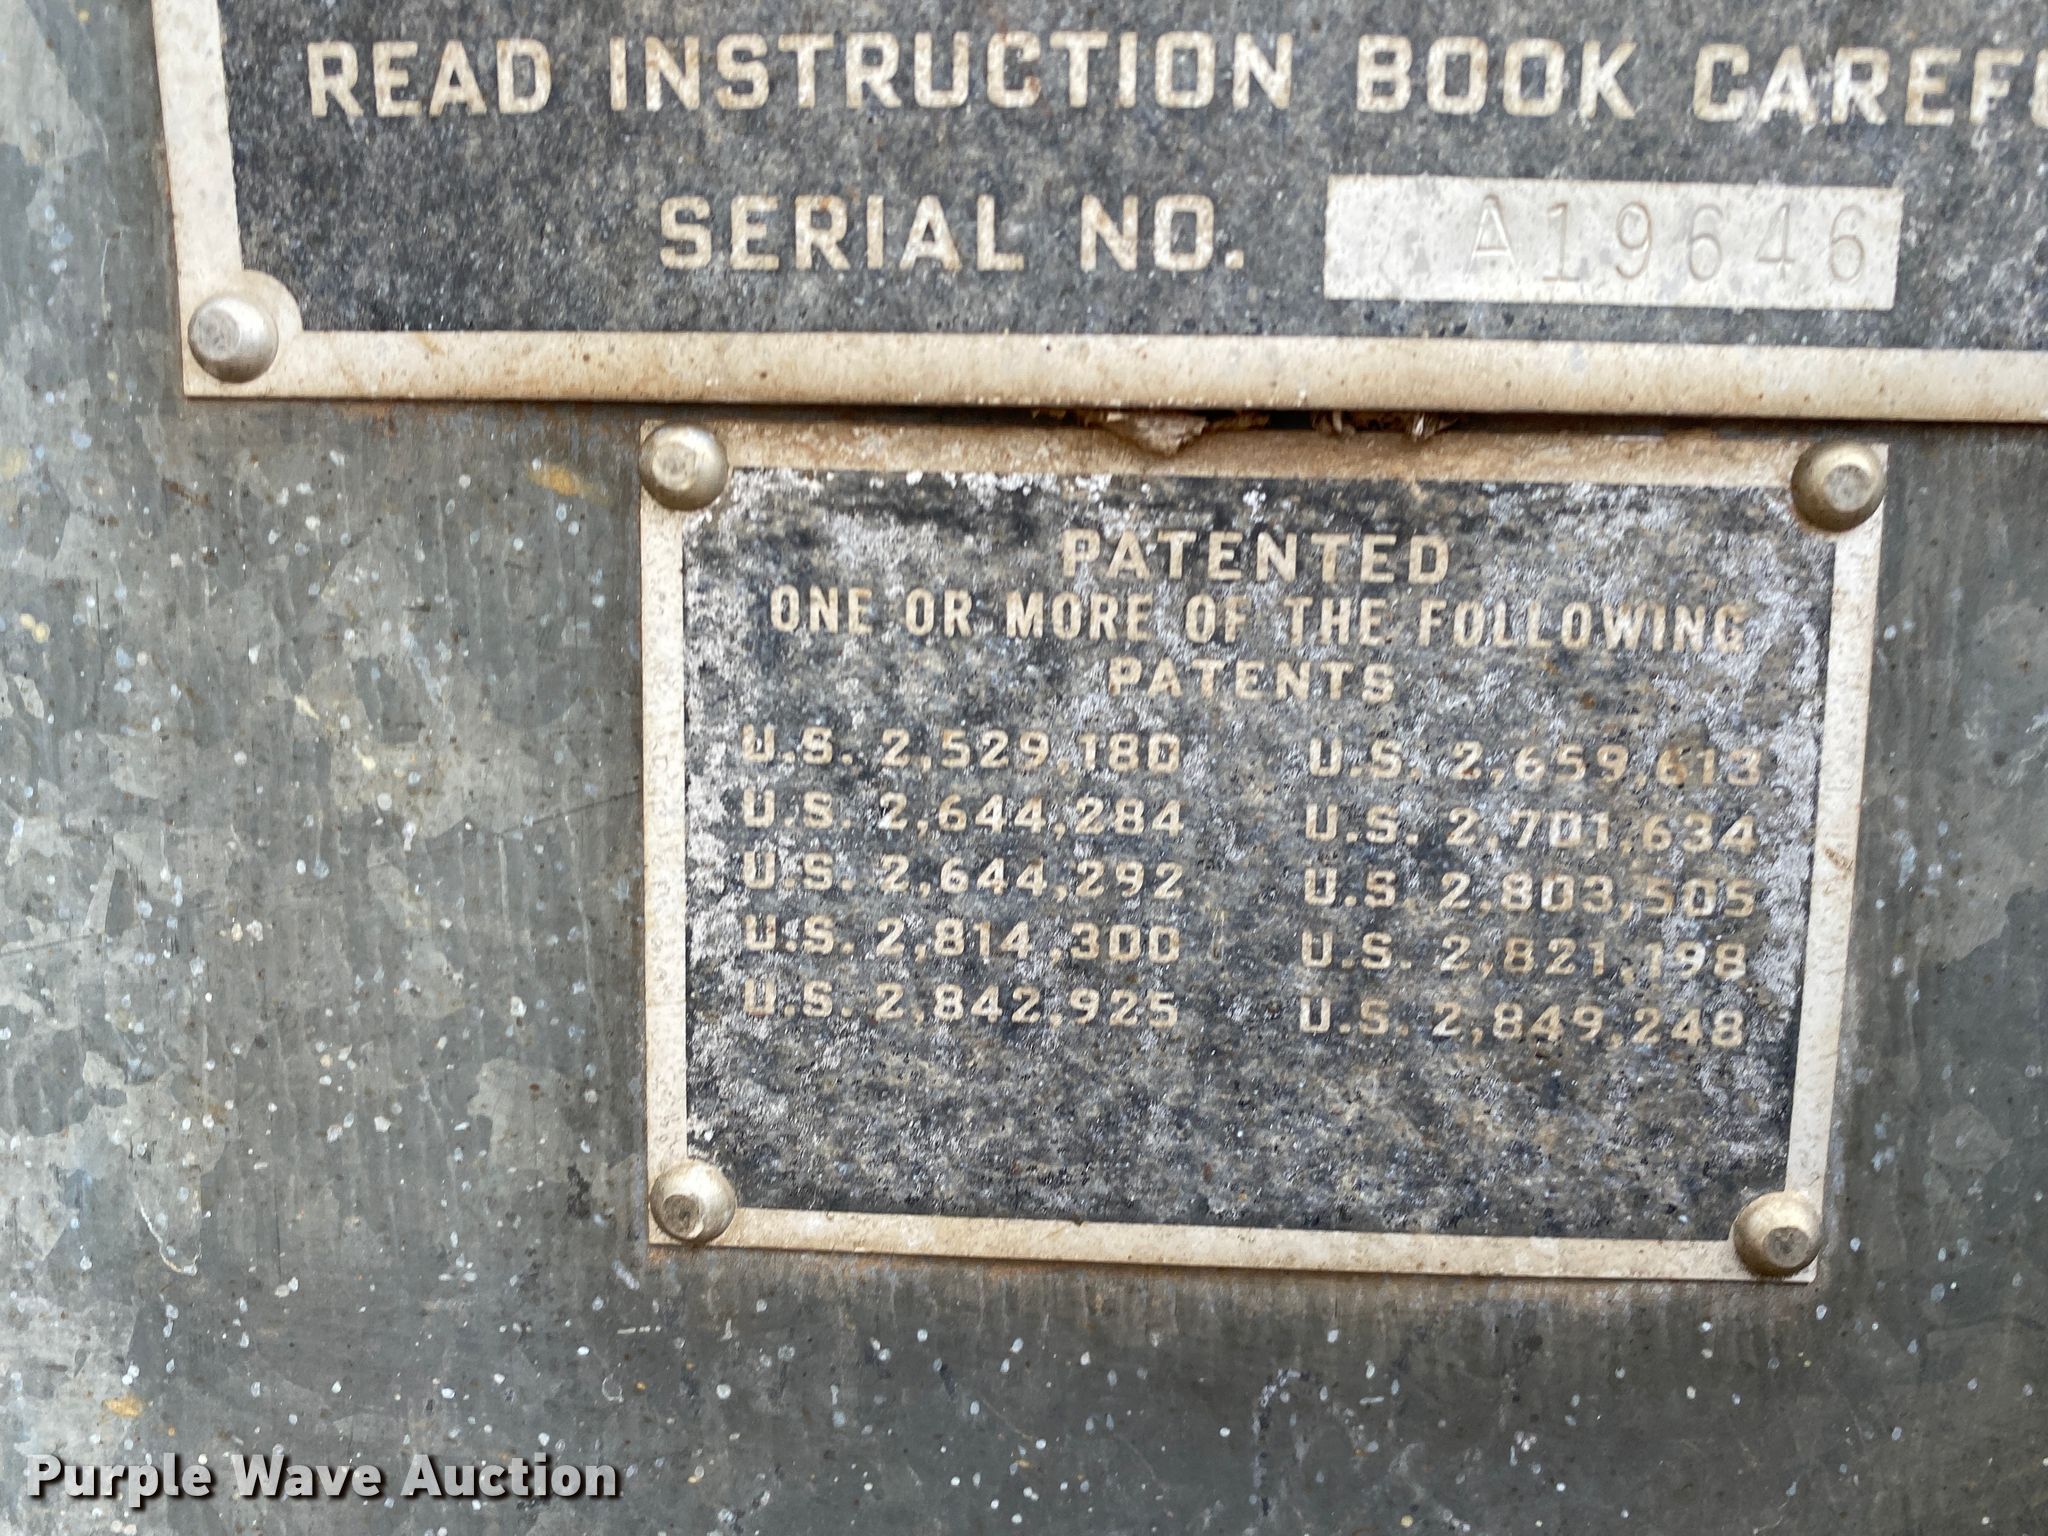 READ INSTRUCTION BOOK CAREFU
SERIAL NO. A19646
PATENTED
ONE OR MORE OF THE FOLLOWING
PATENTS
U.S. 2,529,180 U.S. 2,659,613
U.S. 2,644,284 U.S. 2,701,634
U.S. 2,644,292 U.S. 2,803,505
U.S. 2,814,300 U.S. 2,821,198
U.S. 2,842,925 U.S. 2,849,248
Purple Wave Auction